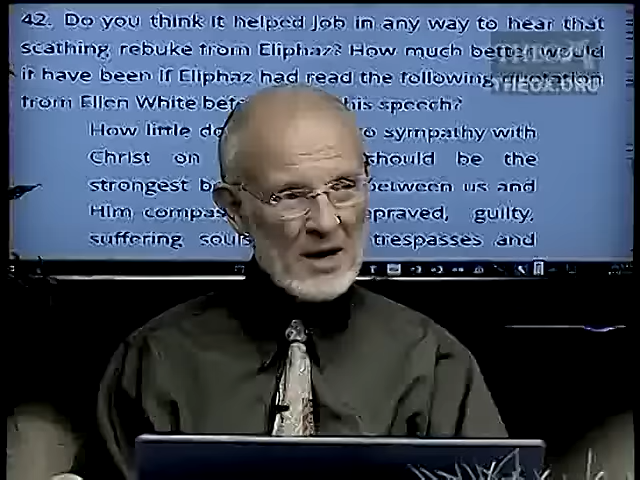 42. Do you think it helped Job in any way to hear that
scathing rebuke from Eliphaz? How much better would
it have been if Eliphaz had read the following quotation
from Ellen White his speech?
How little do sympathy with
Christ on should be the
strongest between us and
Him compas depraved, guilty,
suffering souls trespasses and
THEOX.ORG